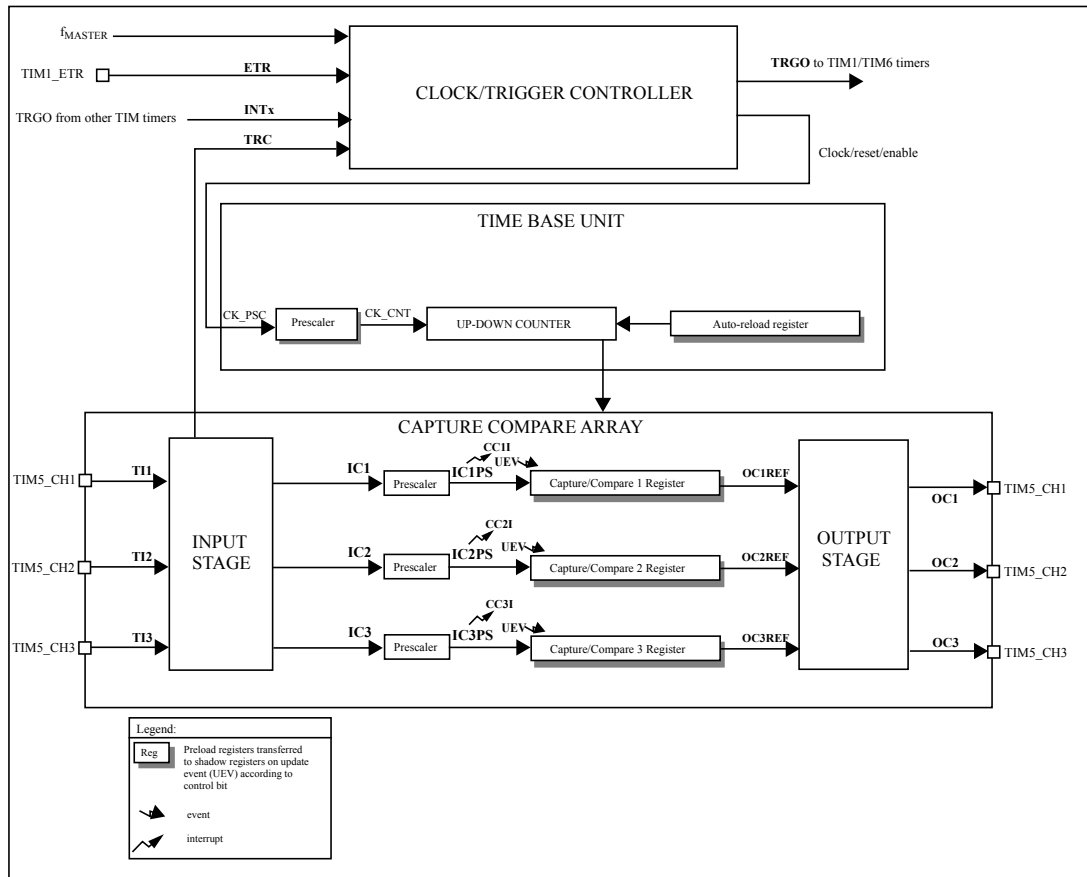 fMASTER
TIM1_ETR
ETR
TRGO from other TIM timers
INTx
TRC
CLOCK/TRIGGER CONTROLLER
TRGO to TIM1/TIM6 timers
Clock/reset/enable
TIME BASE UNIT
CK_PSC
Prescaler
CK_CNT
UP-DOWN COUNTER
Auto-reload register
CAPTURE COMPARE ARRAY
TIM5_CH1
TI1
IC1
Prescaler
IC1PS
CC1I
UEV
Capture/Compare 1 Register
OC1REF
OC1
TIM5_CH1
INPUT
STAGE
OUTPUT
STAGE
TIM5_CH2
TI2
IC2
Prescaler
IC2PS
CC2I
UEV
Capture/Compare 2 Register
OC2REF
OC2
TIM5_CH2
TIM5_CH3
TI3
IC3
Prescaler
IC3PS
CC3I
UEV
Capture/Compare 3 Register
OC3REF
OC3
TIM5_CH3
Legend:
Reg
Preload registers transferred
to shadow registers on update
event (UEV) according to
control bit
event
interrupt